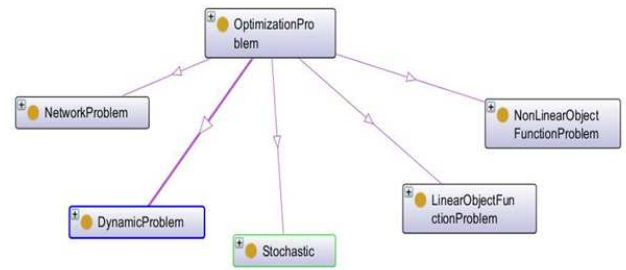 OptimizationPro
blem
NetworkProblem
NonLinearObject
FunctionProblem
DynamicProblem
LinearObjectFun
ctionProblem
Stochastic